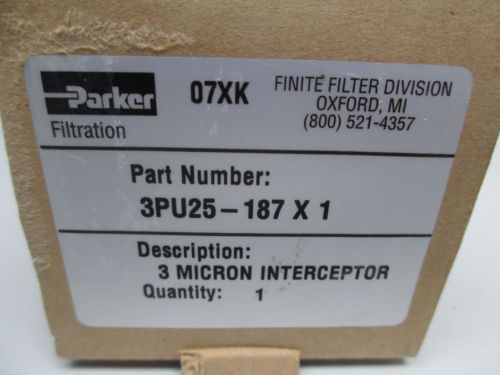 Parker
Filtration
07XK
FINITE FILTER DIVISION
OXFORD, MI
(800) 521-4357
Part Number:
3PU25-187 X 1
Description:
3 MICRON INTERCEPTOR
Quantity: 1